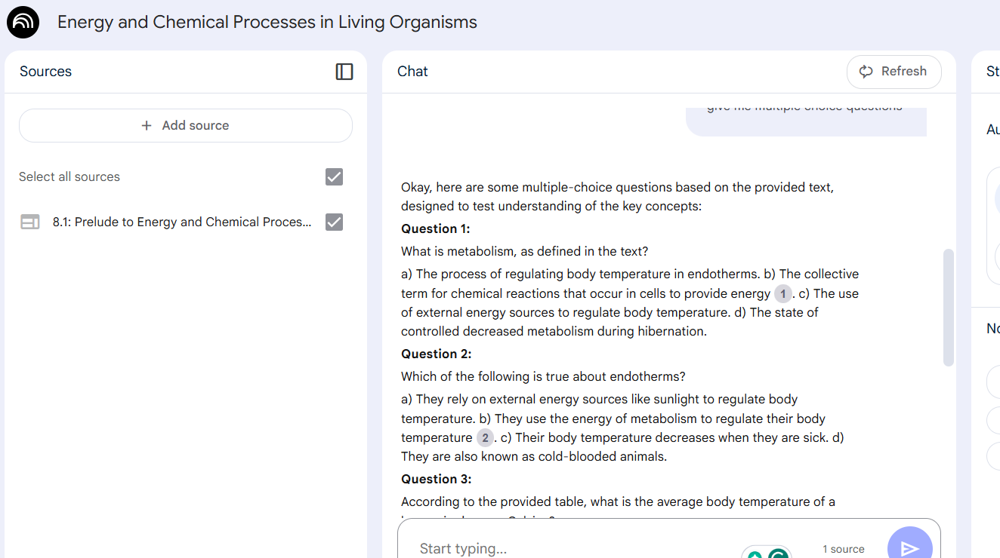 Energy and Chemical Processes in Living Organisms
Sources
Add source
Select all sources
8.1: Prelude to Energy and Chemical Proces...
Chat
Refresh
give me multiple choice questions
Okay, here are some multiple-choice questions based on the provided text,
designed to test understanding of the key concepts:
Question 1:
What is metabolism, as defined in the text?
a) The process of regulating body temperature in endotherms. b) The collective
term for chemical reactions that occur in cells to provide energy 1. c) The use
of external energy sources to regulate body temperature. d) The state of
controlled decreased metabolism during hibernation.
Question 2:
Which of the following is true about endotherms?
a) They rely on external energy sources like sunlight to regulate body
temperature. b) They use the energy of metabolism to regulate their body
temperature 2. c) Their body temperature decreases when they are sick. d)
They are also known as cold-blooded animals.
Question 3:
According to the provided table, what is the average body temperature of a
Start typing...
1 source
St
Au